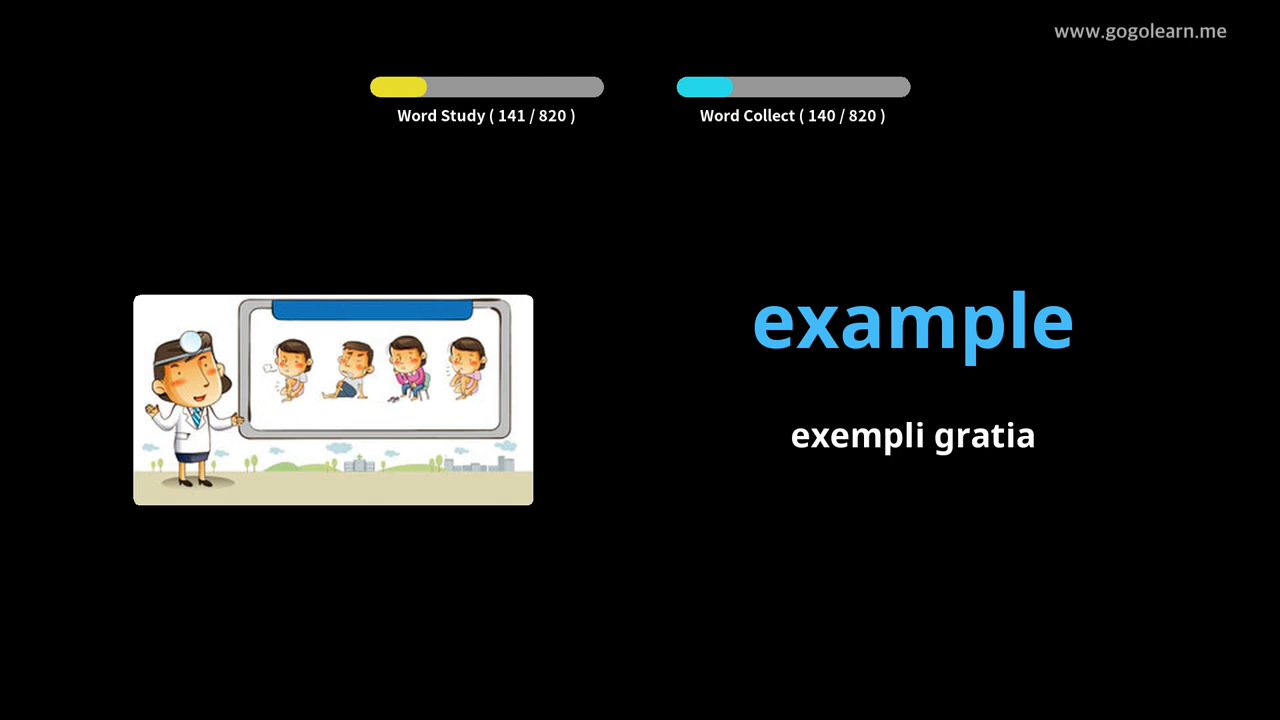 www.gogolearn.me
Word Study ( 141 / 820 )
Word Collect ( 140 / 820 )
example
exempli gratia